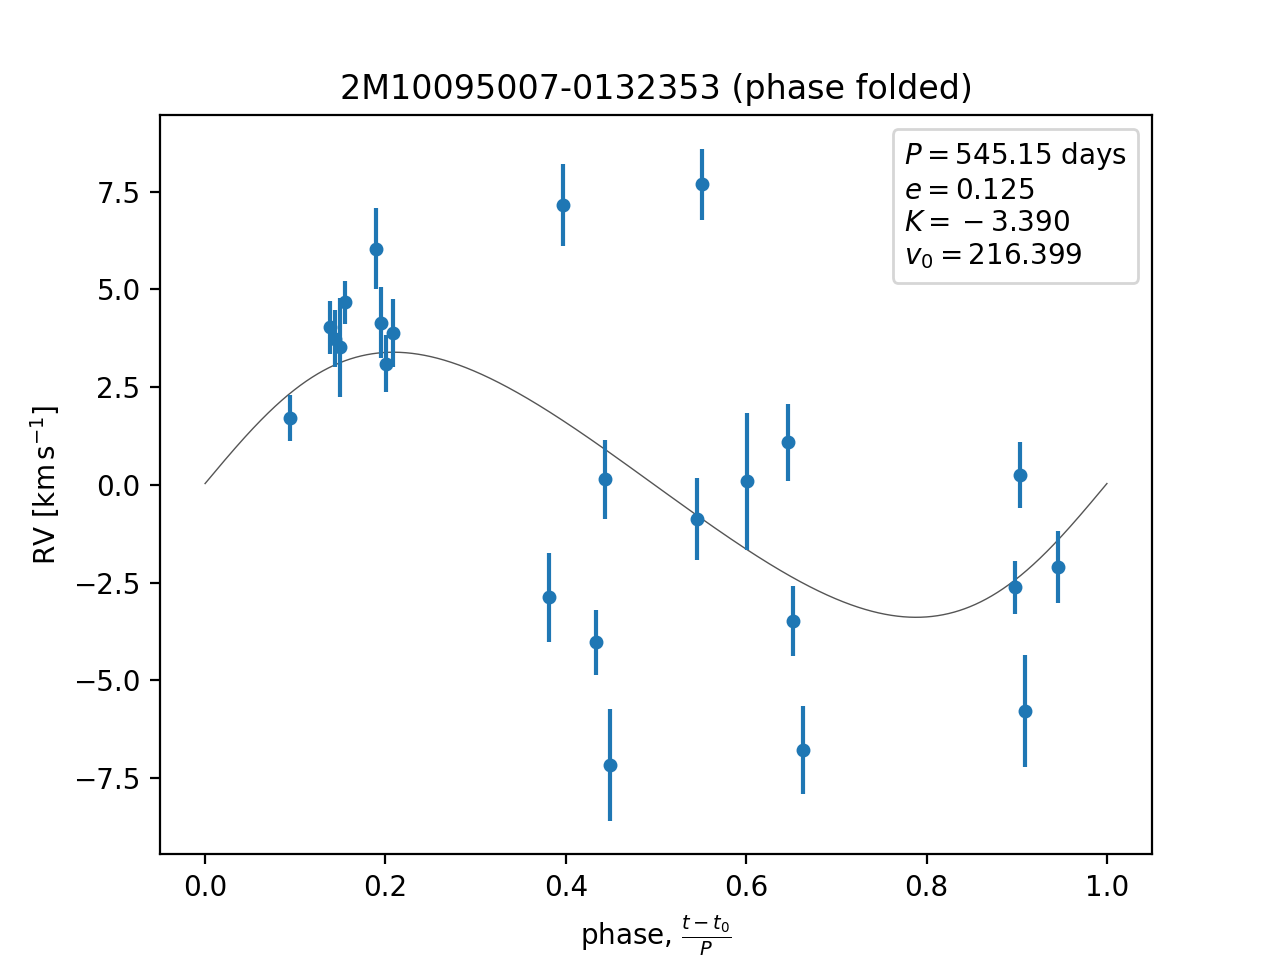 2M10095007-0132353 (phase folded)
P = 545.15 days
e = 0.125
K = −3.390
v₀ = 216.399
RV [km s⁻¹]
7.5
5.0
2.5
0.0
−2.5
−5.0
−7.5
0.0 0.2 0.4 0.6 0.8 1.0
phase, (t − t₀)/P